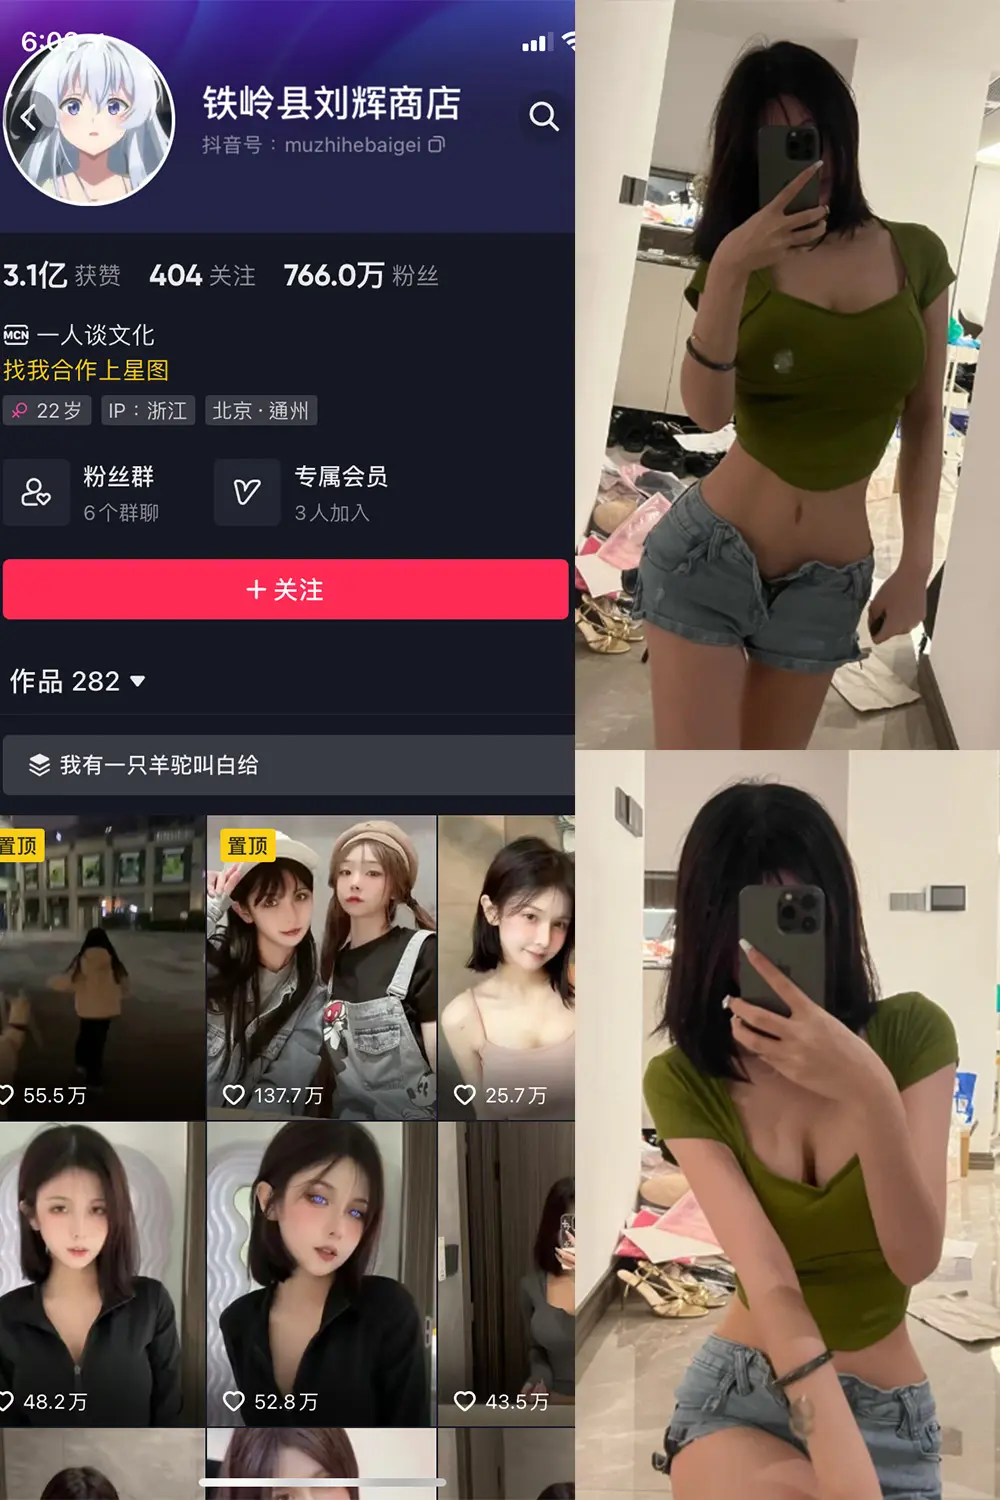 铁岭县刘辉商店
抖音号：muzhihebaigei
3.1亿 获赞 404 关注 766.0万 粉丝
MCN 一人谈文化
找我合作上星图
22岁 IP：浙江 北京·通州
粉丝群 专属会员
6个群聊 3人加入
+ 关注
作品 282
我有一只羊驼叫白给
置顶 置顶
55.5万 137.7万 25.7万
48.2万 52.8万 43.5万